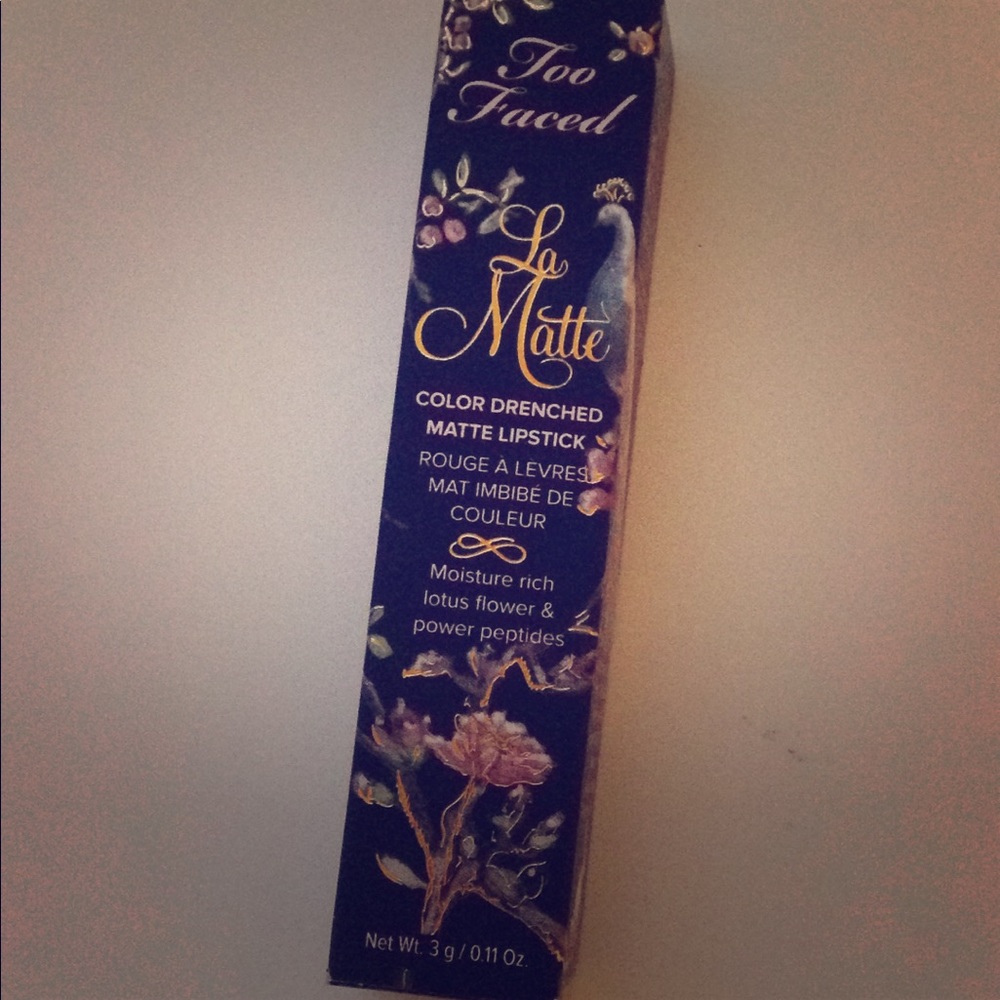 Too
Faced
La
Matte
COLOR DRENCHED
MATTE LIPSTICK
ROUGE À LEVRES
MAT IMBIBÉ DE
COULEUR
Moisture rich
lotus flower &
power peptides
Net Wt. 3 g / 0.11 Oz.